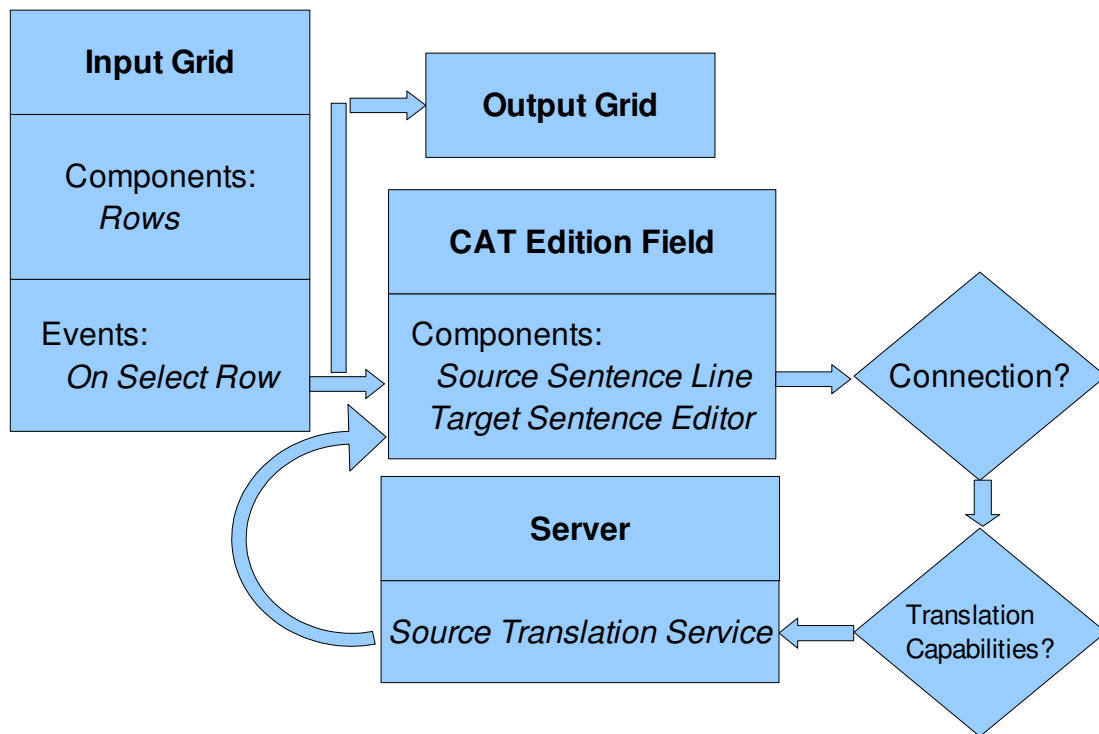 Input Grid
Components:
Rows
Events:
On Select Row
Output Grid
CAT Edition Field
Components:
Source Sentence Line
Target Sentence Editor
Connection?
Translation
Capabilities?
Server
Source Translation Service